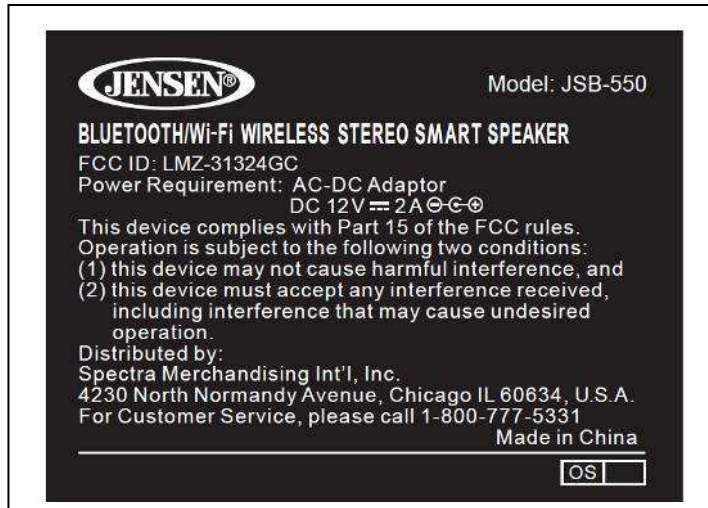 JENSEN®
Model: JSB-550
BLUETOOTH/Wi-Fi WIRELESS STEREO SMART SPEAKER
FCC ID: LMZ-31324GC
Power Requirement: AC-DC Adaptor
DC 12V ⎓ 2A ⊖-C-⊕
This device complies with Part 15 of the FCC rules.
Operation is subject to the following two conditions:
(1) this device may not cause harmful interference, and
(2) this device must accept any interference received,
including interference that may cause undesired
operation.
Distributed by:
Spectra Merchandising Int'l, Inc.
4230 North Normandy Avenue, Chicago IL 60634, U.S.A.
For Customer Service, please call 1-800-777-5331
Made in China
OS